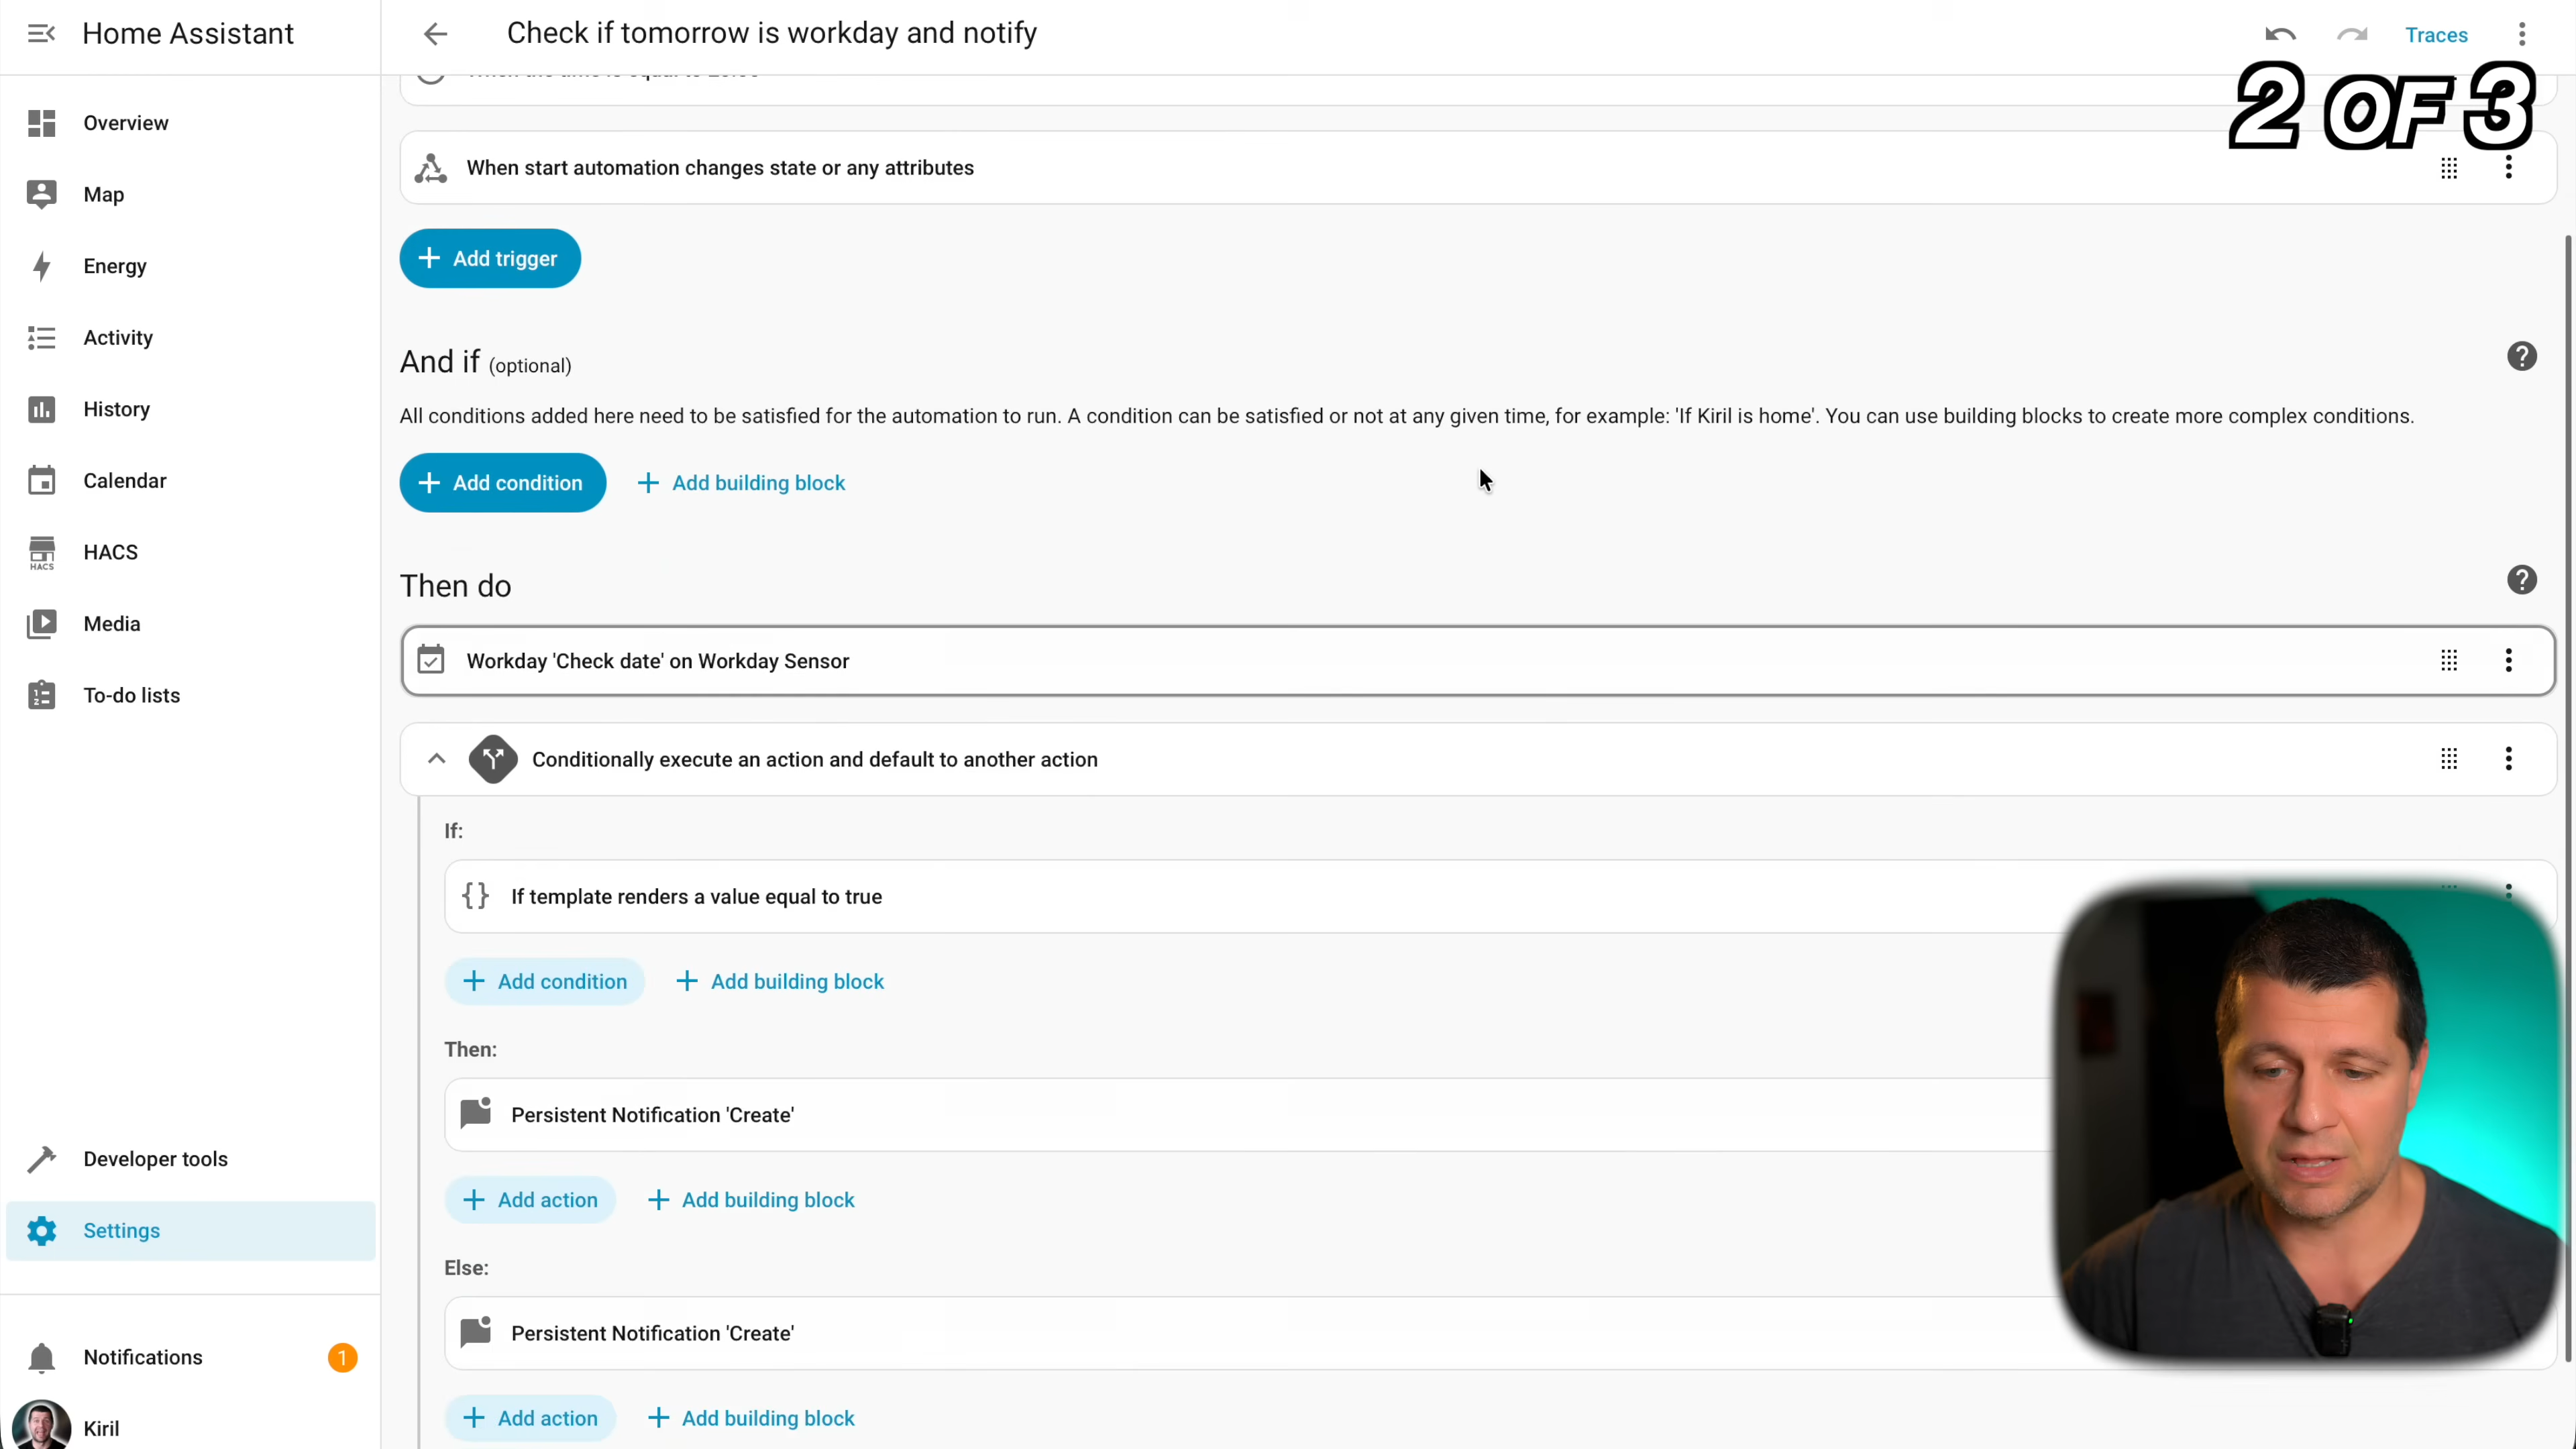 Home Assistant
Check if tomorrow is workday and notify
Traces
2 OF 3
Overview
Map
Energy
Activity
History
Calendar
HACS
HACS
Media
To-do lists
Developer tools
Settings
Notifications
1
Kiril
When start automation changes state or any attributes
Add trigger
And if (optional)
All conditions added here need to be satisfied for the automation to run. A condition can be satisfied or not at any given time, for example: 'If Kiril is home'. You can use building blocks to create more complex conditions.
Add condition
Add building block
Then do
Workday 'Check date' on Workday Sensor
Conditionally execute an action and default to another action
If:
If template renders a value equal to true
Add condition
Add building block
Then:
Persistent Notification 'Create'
Add action
Add building block
Else:
Persistent Notification 'Create'
Add action
Add building block